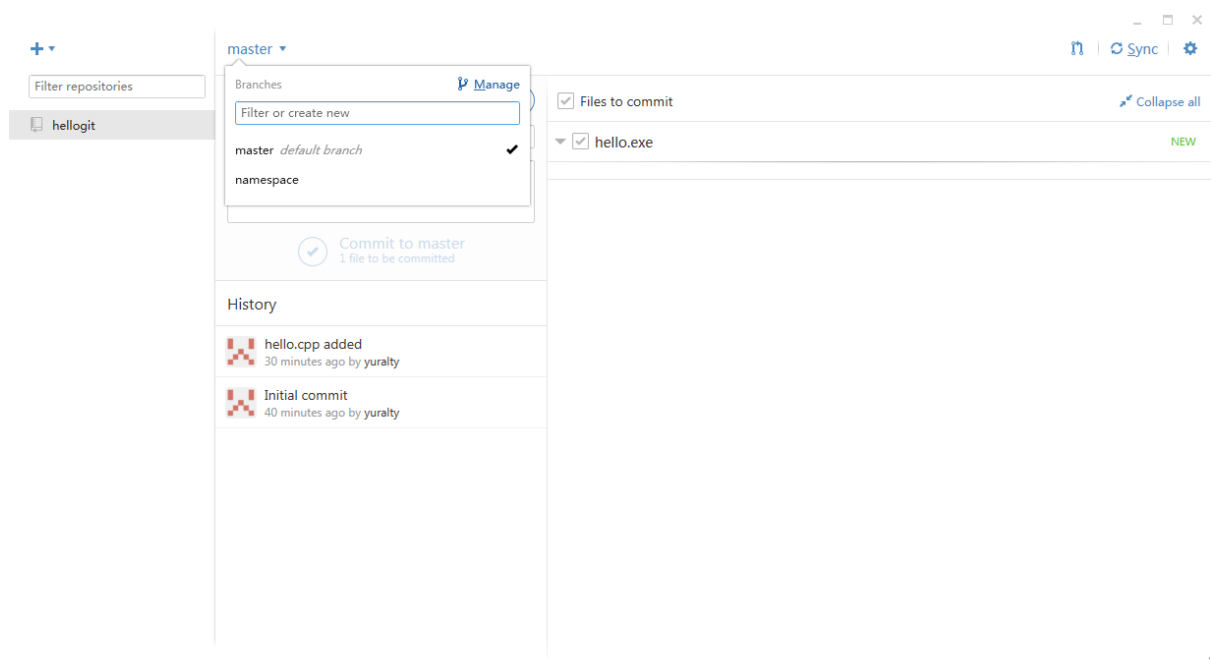 master
Sync
Filter repositories
hellogit
Branches
Manage
Filter or create new
master default branch
namespace
Commit to master
1 file to be committed
History
hello.cpp added
30 minutes ago by yuralty
Initial commit
40 minutes ago by yuralty
Files to commit
Collapse all
hello.exe
NEW